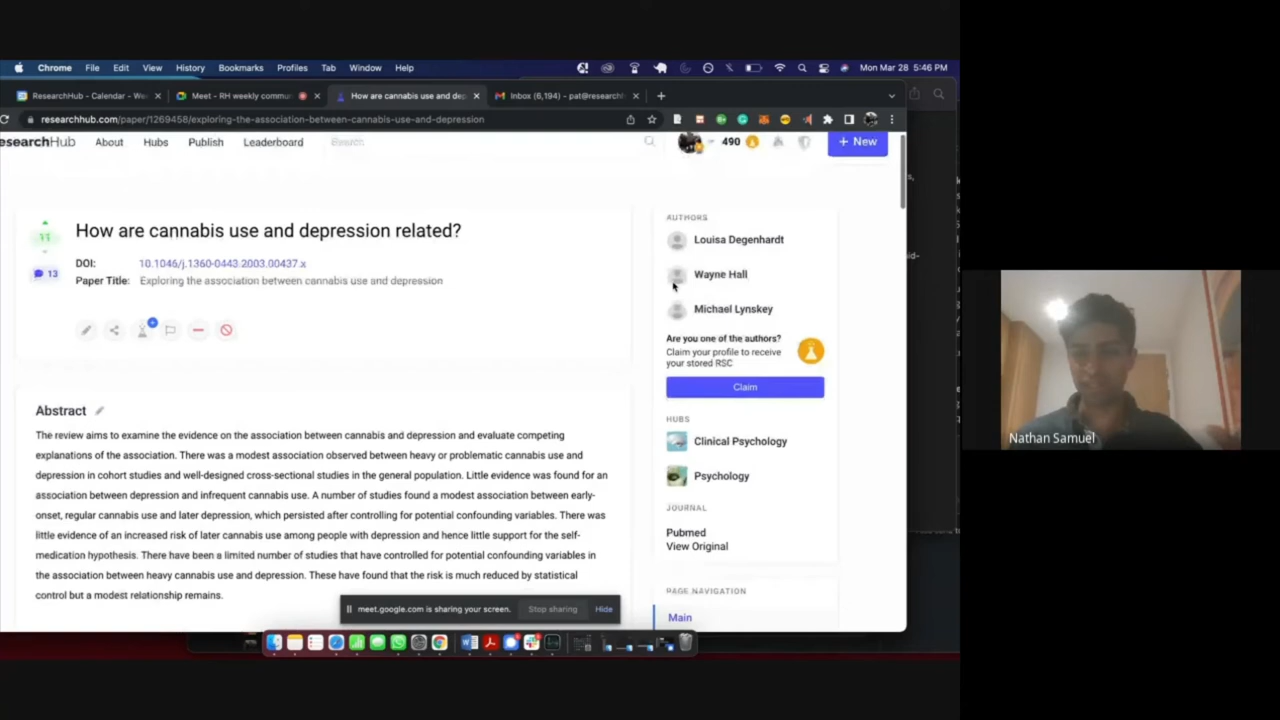 Chrome File Edit View History Bookmarks Profiles Tab Window Help Mon Mar 28 5:46 PM
ResearchHub - Calendar - We Meet - RH weekly commu How are cannabis use and dep Inbox (6,194) - pat@research
researchhub.com/paper/1269458/exploring-the-association-between-cannabis-use-and-depression
esearchHub About Hubs Publish Leaderboard Search 490 + New
How are cannabis use and depression related?
11
DOI: 10.1046/j.1360-0443.2003.00437.x
13
Paper Title: Exploring the association between cannabis use and depression
Abstract
The review aims to examine the evidence on the association between cannabis and depression and evaluate competing
explanations of the association. There was a modest association observed between heavy or problematic cannabis use and
depression in cohort studies and well-designed cross-sectional studies in the general population. Little evidence was found for an
association between depression and infrequent cannabis use. A number of studies found a modest association between early-
onset, regular cannabis use and later depression, which persisted after controlling for potential confounding variables. There was
little evidence of an increased risk of later cannabis use among people with depression and hence little support for the self-
medication hypothesis. There have been a limited number of studies that have controlled for potential confounding variables in
the association between heavy cannabis use and depression. These have found that the risk is much reduced by statistical
control but a modest relationship remains.
AUTHORS
Louisa Degenhardt
Wayne Hall
Michael Lynskey
Are you one of the authors?
Claim your profile to receive
your stored RSC
Claim
HUBS
Clinical Psychology
Psychology
JOURNAL
Pubmed
View Original
PAGE NAVIGATION
Main
meet.google.com is sharing your screen. Stop sharing Hide
Nathan Samuel